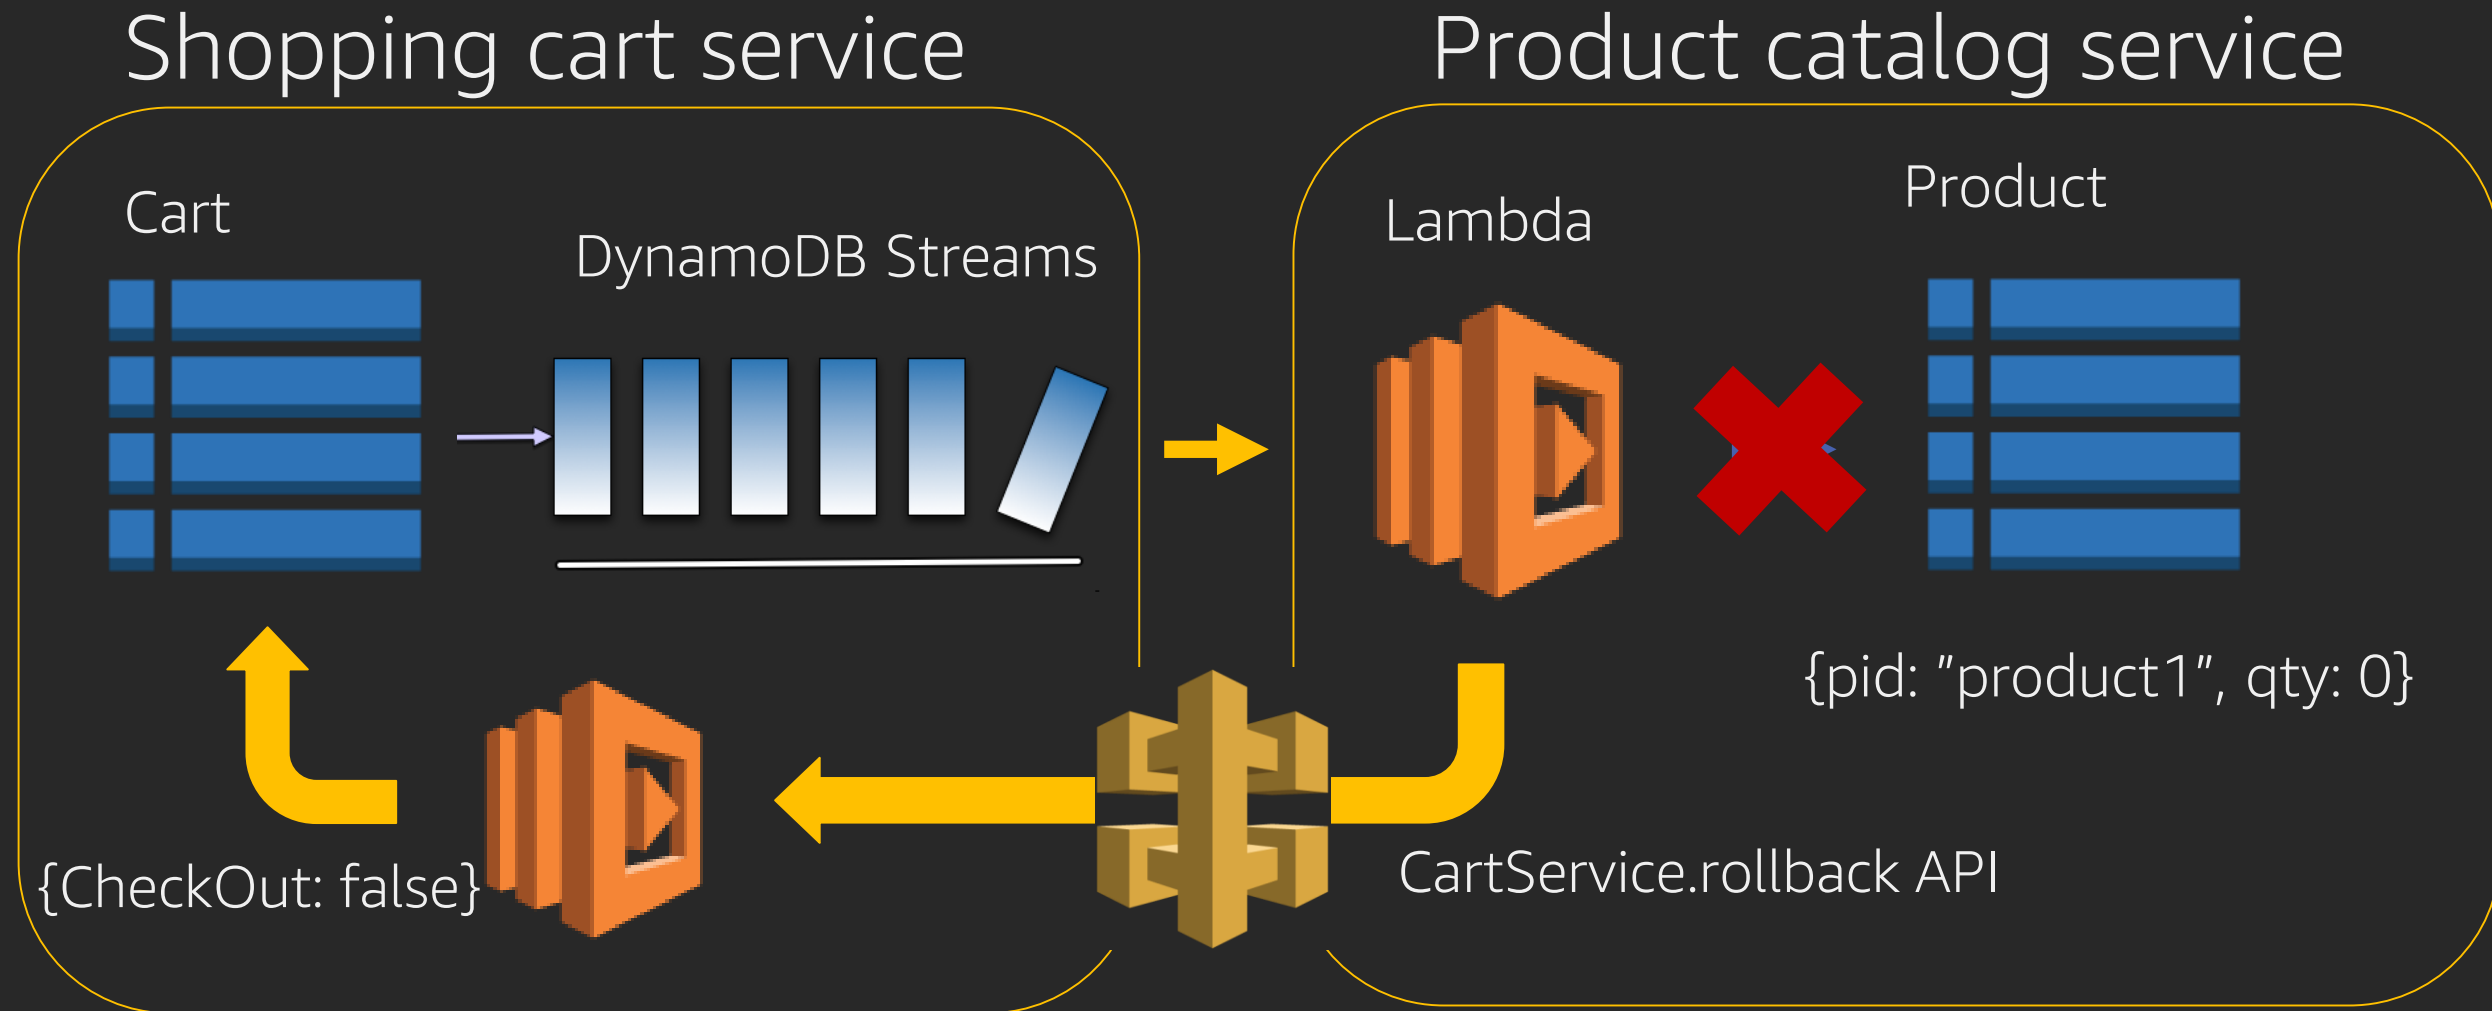 Shopping cart service
Product catalog service
Cart
DynamoDB Streams
Lambda
Product
{pid: ”product1”, qty: 0}
{CheckOut: false}
CartService.rollback API